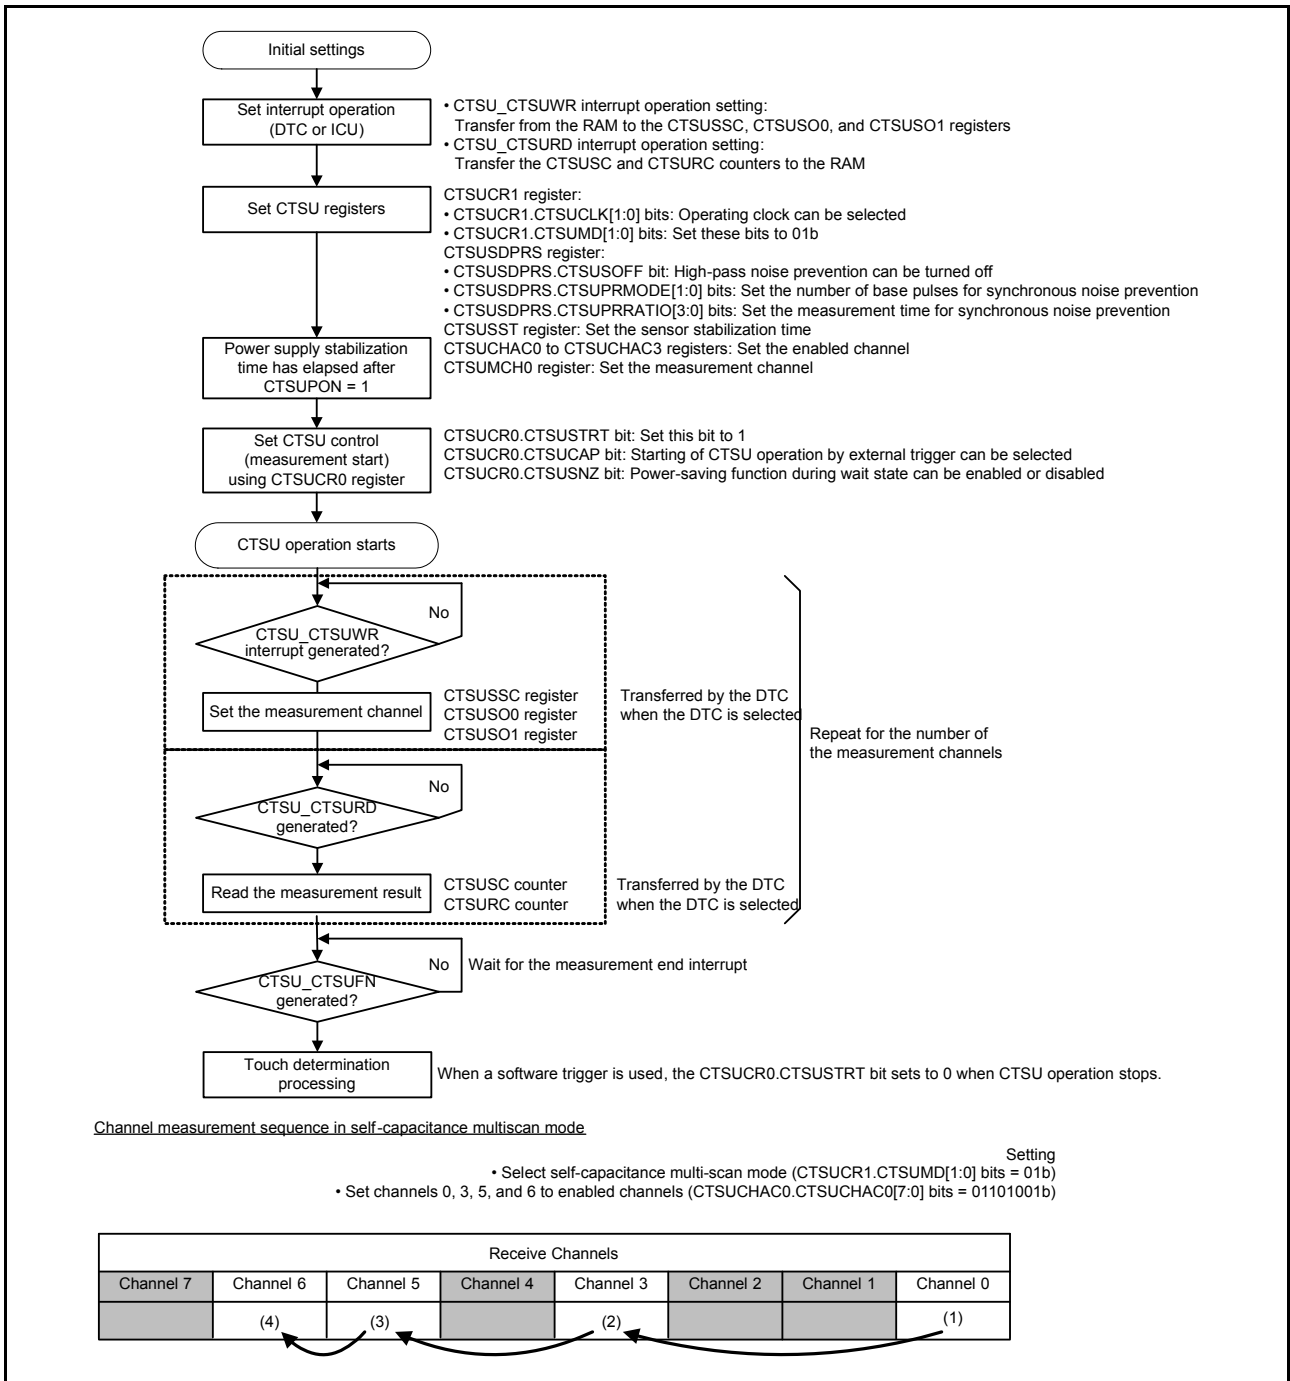 Initial settings
Set interrupt operation
(DTC or ICU)
• CTSU_CTSUWR interrupt operation setting:
Transfer from the RAM to the CTSUSSC, CTSUSO0, and CTSUSO1 registers
• CTSU_CTSURD interrupt operation setting:
Transfer the CTSUSC and CTSURC counters to the RAM
Set CTSU registers
CTSUCR1 register:
• CTSUCR1.CTSUCLK[1:0] bits: Operating clock can be selected
• CTSUCR1.CTSUMD[1:0] bits: Set these bits to 01b
CTSUSDPRS register:
• CTSUSDPRS.CTSUSOFF bit: High-pass noise prevention can be turned off
• CTSUSDPRS.CTSUPRMODE[1:0] bits: Set the number of base pulses for synchronous noise prevention
• CTSUSDPRS.CTSUPRRATIO[3:0] bits: Set the measurement time for synchronous noise prevention
CTSUSST register: Set the sensor stabilization time
CTSUCHAC0 to CTSUCHAC3 registers: Set the enabled channel
CTSUMCH0 register: Set the measurement channel
Power supply stabilization
time has elapsed after
CTSUPON = 1
Set CTSU control
(measurement start)
using CTSUCR0 register
CTSUCR0.CTSUSTRT bit: Set this bit to 1
CTSUCR0.CTSUCAP bit: Starting of CTSU operation by external trigger can be selected
CTSUCR0.CTSUSNZ bit: Power-saving function during wait state can be enabled or disabled
CTSU operation starts
No
CTSU_CTSUWR
interrupt generated?
Set the measurement channel
CTSUSSC register
CTSUSO0 register
CTSUSO1 register
Transferred by the DTC
when the DTC is selected
Repeat for the number of
the measurement channels
No
CTSU_CTSURD
generated?
Read the measurement result
CTSUSC counter
CTSURC counter
Transferred by the DTC
when the DTC is selected
No
Wait for the measurement end interrupt
CTSU_CTSUFN
generated?
Touch determination
processing
When a software trigger is used, the CTSUCR0.CTSUSTRT bit sets to 0 when CTSU operation stops.
Channel measurement sequence in self-capacitance multiscan mode
Setting
• Select self-capacitance multi-scan mode (CTSUCR1.CTSUMD[1:0] bits = 01b)
• Set channels 0, 3, 5, and 6 to enabled channels (CTSUCHAC0.CTSUCHAC0[7:0] bits = 01101001b)
Receive Channels
Channel 7 Channel 6 Channel 5 Channel 4 Channel 3 Channel 2 Channel 1 Channel 0
(4) (3) (2) (1)